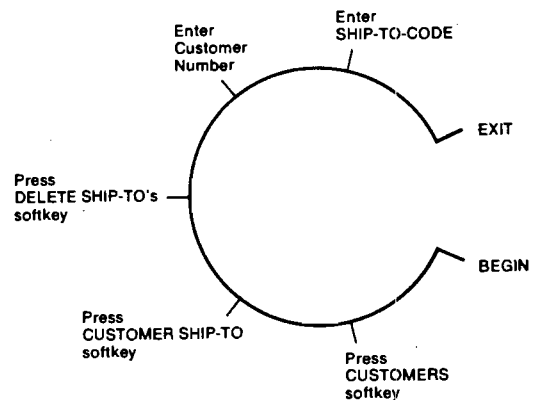 Enter
SHIP-TO-CODE
Enter
Customer
Number
EXIT
Press
DELETE SHIP-TO's
softkey
BEGIN
Press
CUSTOMER SHIP-TO
softkey
Press
CUSTOMERS
softkey